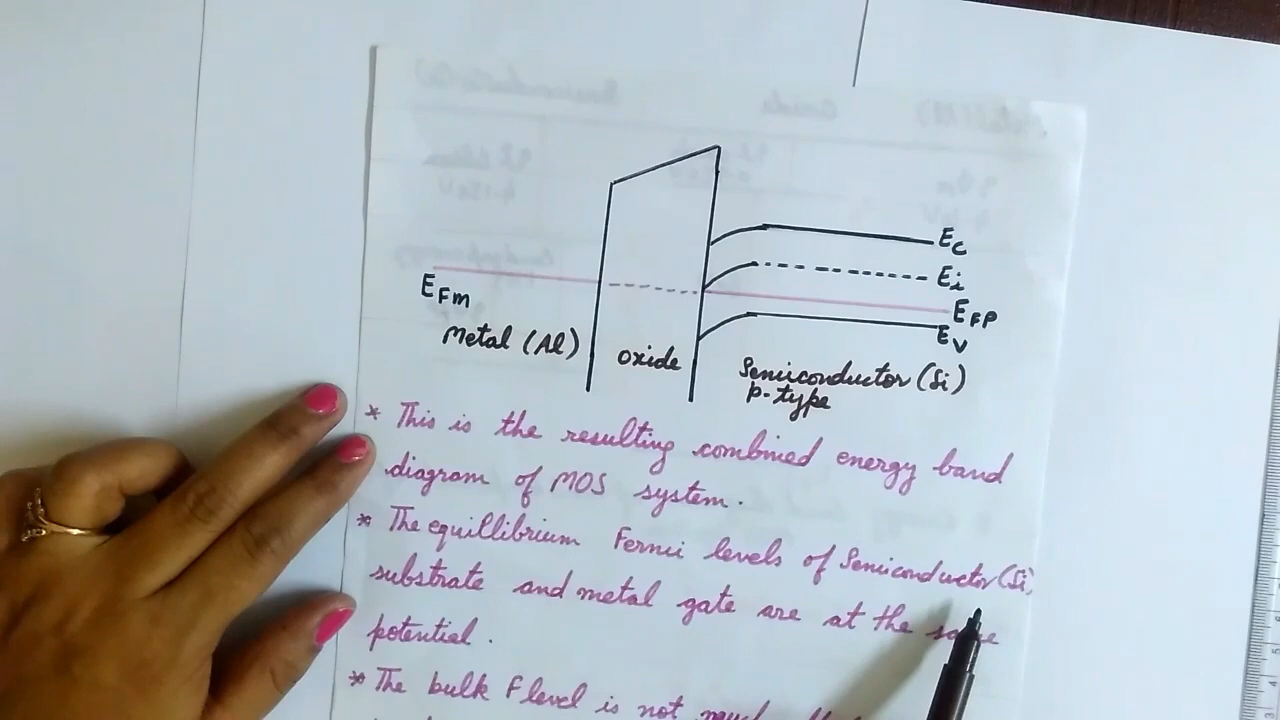 E_C
E_i
E_Fm
E_FP
E_V
Metal (Al)
oxide
Semiconductor (Si)
p-type
* This is the resulting combined energy band
diagram of MOS system.
* The equillibrium Fermi levels of Semiconductor (Si)
substrate and metal gate are at the same
potential.
* The bulk F level is not much